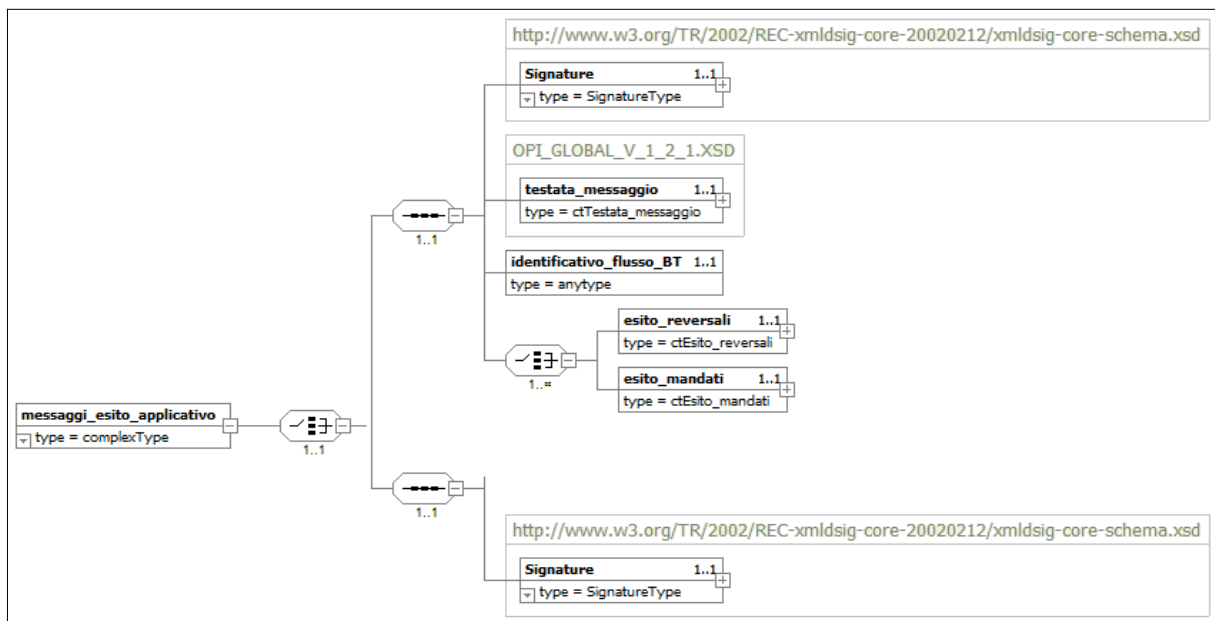 http://www.w3.org/TR/2002/REC-xmldsig-core-20020212/xmldsig-core-schema.xsd
Signature 1..1
type = SignatureType
OPI_GLOBAL_V_1_2_1.XSD
testata_messaggio 1..1
type = ctTestata_messaggio
1..1
identificativo_flusso_BT 1..1
type = anytype
esito_reversali 1..1
type = ctEsito_reversali
1..¤
esito_mandati 1..1
type = ctEsito_mandati
messaggi_esito_applicativo
type = complexType
1..1
1..1
http://www.w3.org/TR/2002/REC-xmldsig-core-20020212/xmldsig-core-schema.xsd
Signature 1..1
type = SignatureType